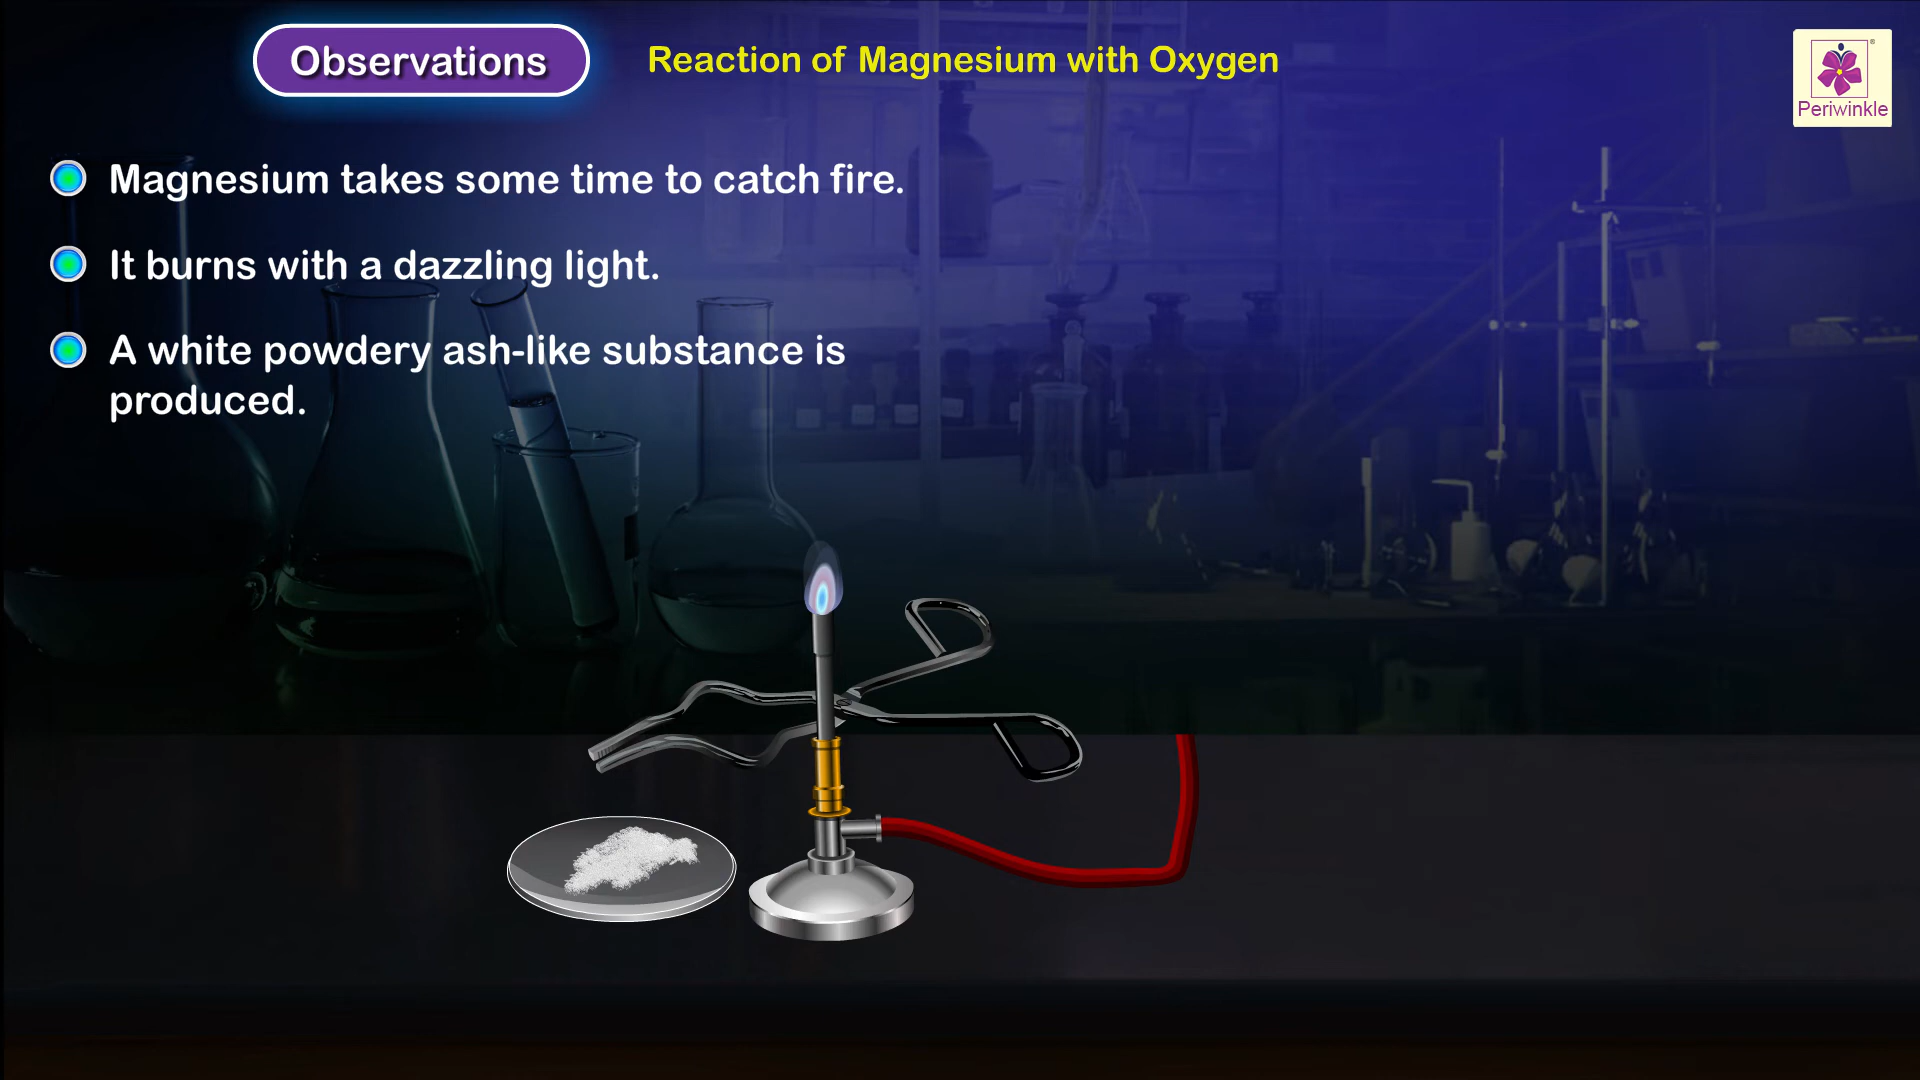 Observations
Reaction of Magnesium with Oxygen
Periwinkle
Magnesium takes some time to catch fire.
It burns with a dazzling light.
A white powdery ash-like substance is
produced.